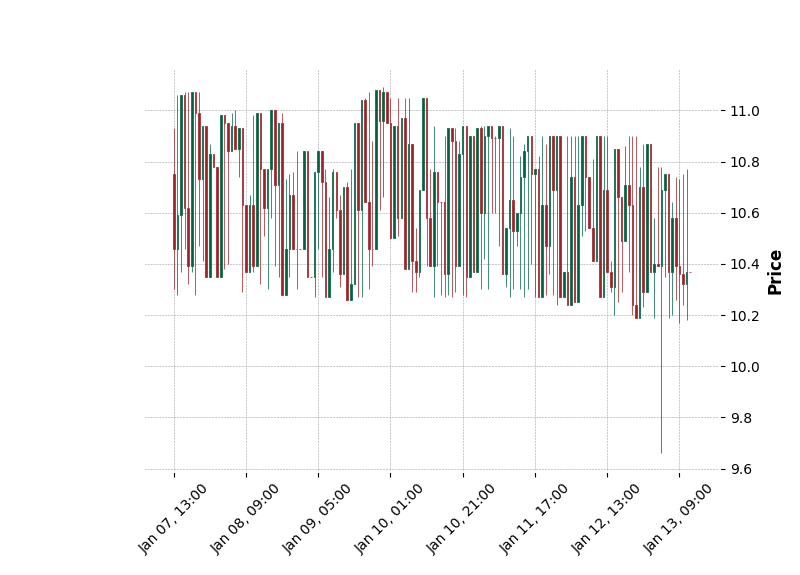 11.0
10.8
10.6
10.4
10.2
10.0
9.8
9.6
Price
Jan 07, 13:00
Jan 08, 09:00
Jan 09, 05:00
Jan 10, 01:00
Jan 10, 21:00
Jan 11, 17:00
Jan 12, 13:00
Jan 13, 09:00